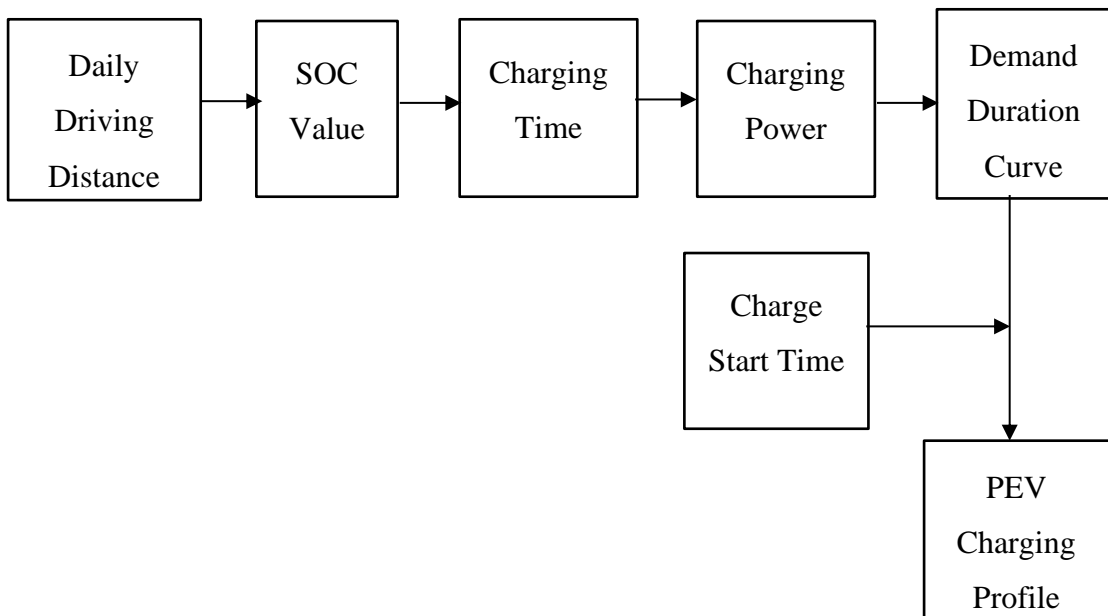 Daily
Driving
Distance
SOC
Value
Charging
Time
Charging
Power
Demand
Duration
Curve
Charge
Start Time
PEV
Charging
Profile